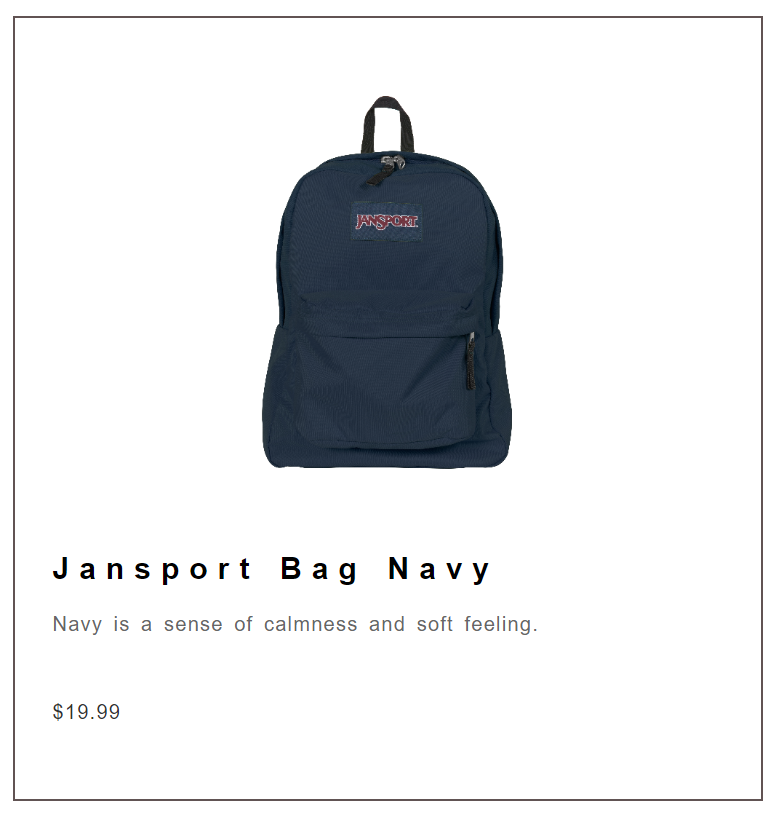 JANSPORT
Jansport Bag Navy
Navy is a sense of calmness and soft feeling.
$19.99